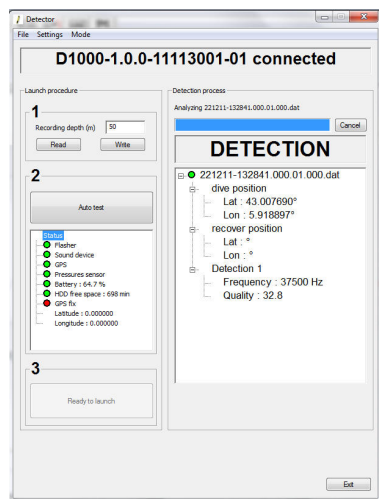 Detector
File Settings Mode
D1000-1.0.0-11113001-01 connected
Launch procedure
1
Recording depth (m) 50
Read Write
2
Auto test
Status
Flasher
Sound device
GPS
Pressures sensor
Battery : 64.7 %
HDD free space : 698 min
GPS fix
Latitude : 0.000000
Longitude : 0.000000
3
Ready to launch
Detection process
Analyzing 221211-132841.000.01.000.dat
Cancel
DETECTION
221211-132841.000.01.000.dat
dive position
Lat : 43.007690°
Lon : 5.918897°
recover position
Lat : °
Lon : °
Detection 1
Frequency : 37500 Hz
Quality : 32.8
Exit